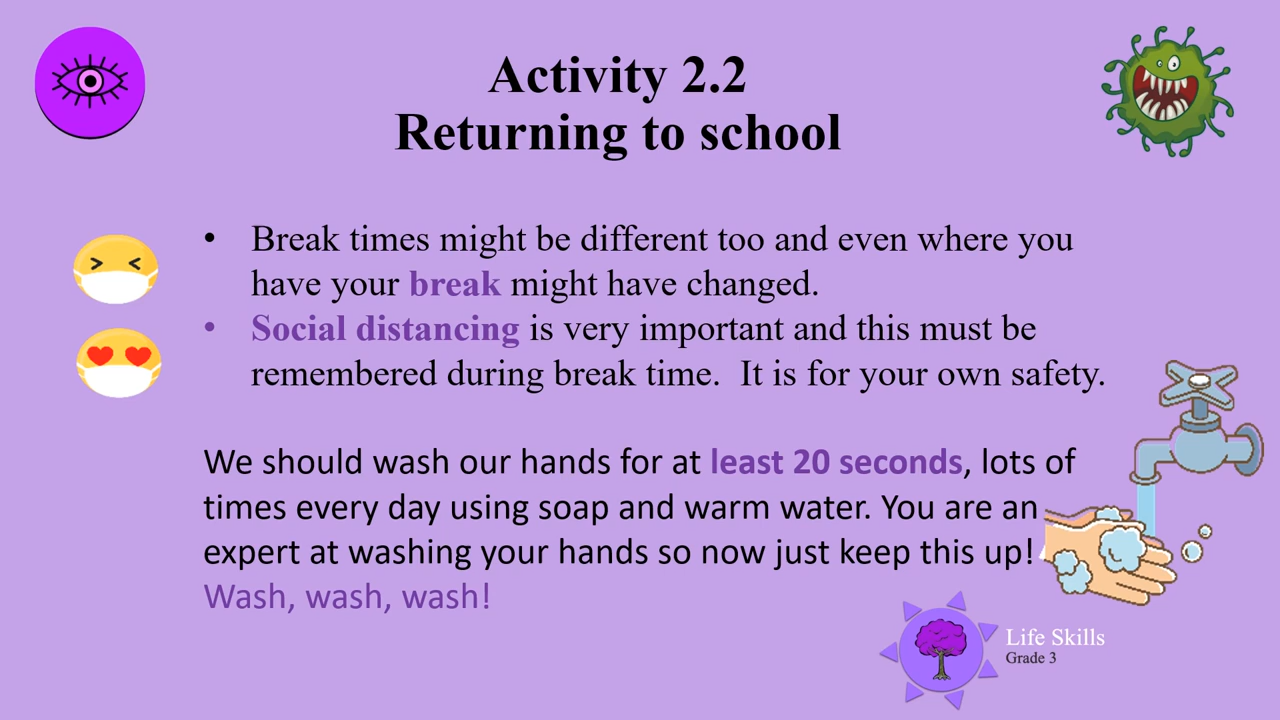 Activity 2.2
Returning to school
• Break times might be different too and even where you
have your break might have changed.
• Social distancing is very important and this must be
remembered during break time.  It is for your own safety.
We should wash our hands for at least 20 seconds, lots of
times every day using soap and warm water. You are an
expert at washing your hands so now just keep this up!
Wash, wash, wash!
Life Skills
Grade 3